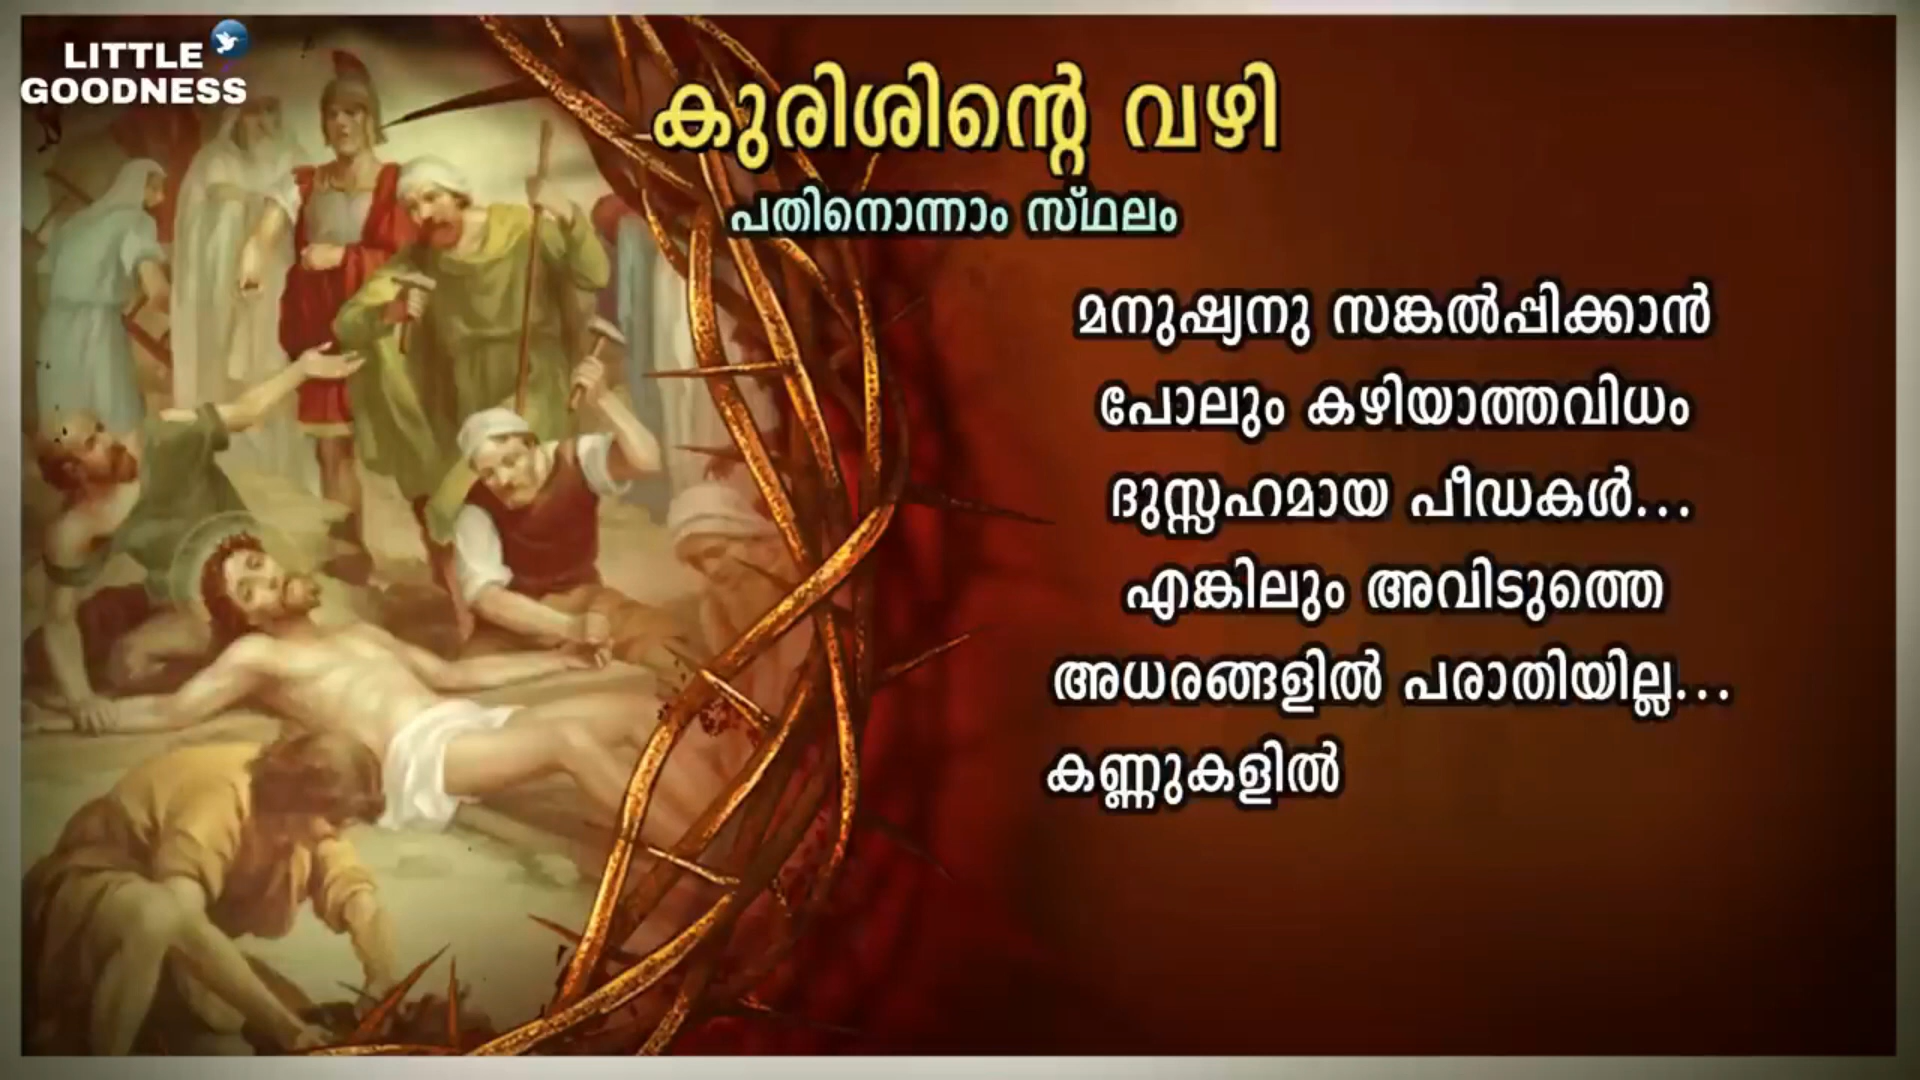 LITTLE
GOODNESS
കുരിശിന്റെ വഴി
പതിനൊന്നാം സ്ഥലം
മനുഷ്യനു സങ്കൽപ്പിക്കാൻ
പോലും കഴിയാത്തവിധം
ദുസ്സഹമായ പീഡകൾ...
എങ്കിലും അവിടുത്തെ
അധരങ്ങളിൽ പരാതിയില്ല...
കണ്ണുകളിൽ